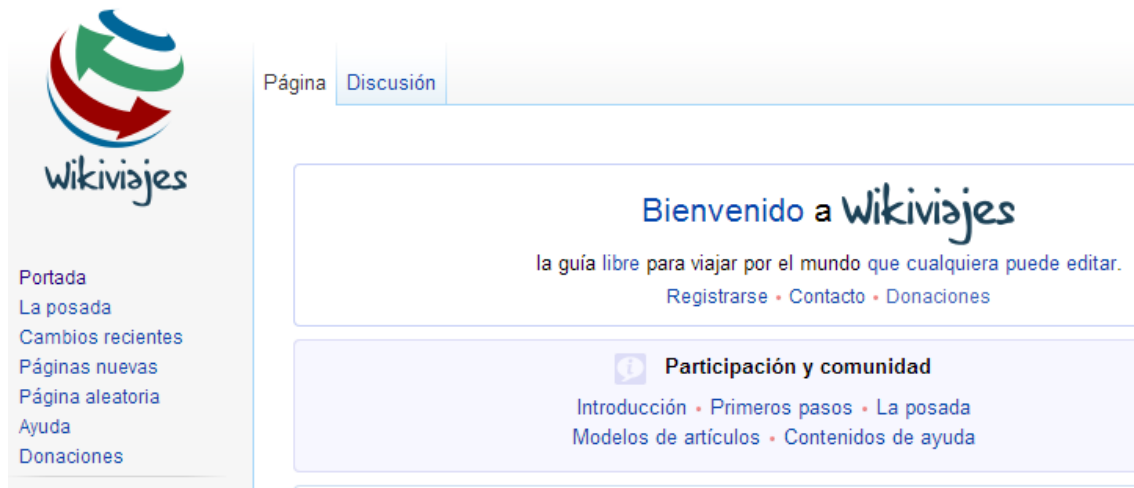 Wikiviajes
Portada
La posada
Cambios recientes
Páginas nuevas
Página aleatoria
Ayuda
Donaciones
Página Discusión
Bienvenido a Wikiviajes
la guía libre para viajar por el mundo que cualquiera puede editar.
Registrarse • Contacto • Donaciones
Participación y comunidad
Introducción • Primeros pasos • La posada
Modelos de artículos • Contenidos de ayuda